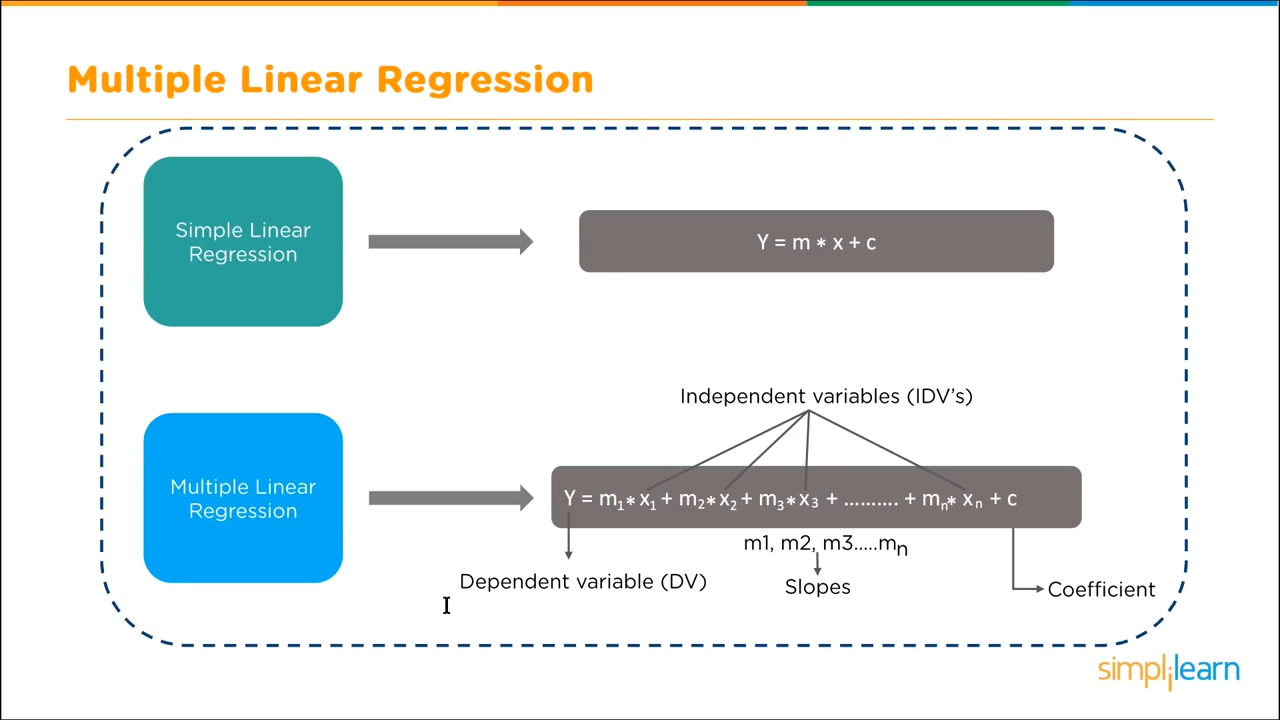 Multiple Linear Regression
Simple Linear
Regression
Y = m * x + c
Independent variables (IDV's)
Multiple Linear
Regression
Y = m₁* x₁ + m₂* x₂ + m₃* x₃ + .......... + mₙ* xₙ + c
m1, m2, m3.....mₙ
Dependent variable (DV)
Slopes
Coefficient
simplilearn